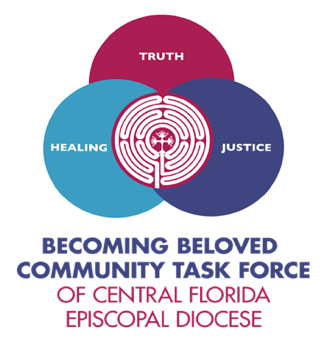 TRUTH
HEALING
JUSTICE
BECOMING BELOVED
COMMUNITY TASK FORCE
OF CENTRAL FLORIDA
EPISCOPAL DIOCESE